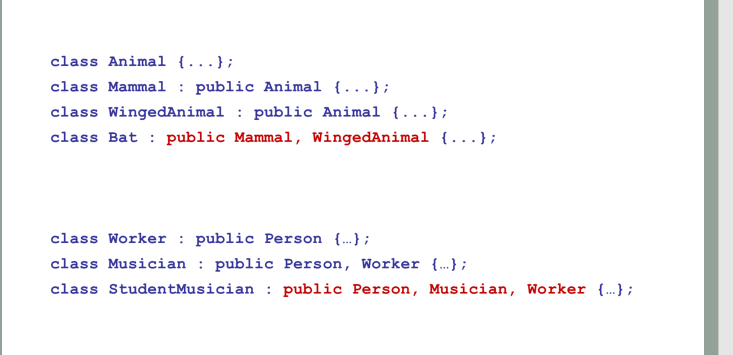 class Animal {...};
class Mammal : public Animal {...};
class WingedAnimal : public Animal {...};
class Bat : public Mammal, WingedAnimal {...};
class Worker : public Person {…};
class Musician : public Person, Worker {…};
class StudentMusician : public Person, Musician, Worker {…};